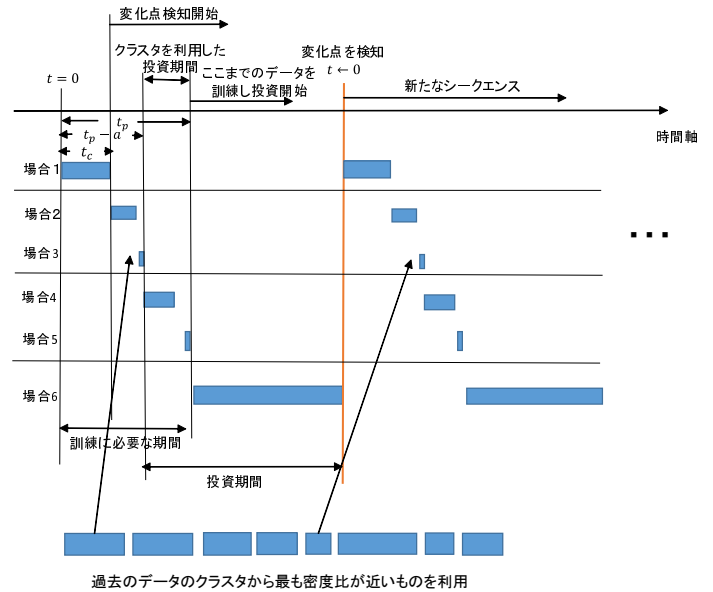 変化点検知開始
クラスタを利用した
投資期間
変化点を検知
t = 0
ここまでのデータを
訓練し投資開始
t ← 0
新たなシークエンス
時間軸
t_p
t_p − a
t_c
場合1
場合2
場合3
場合4
場合5
場合6
訓練に必要な期間
投資期間
過去のデータのクラスタから最も密度比が近いものを利用